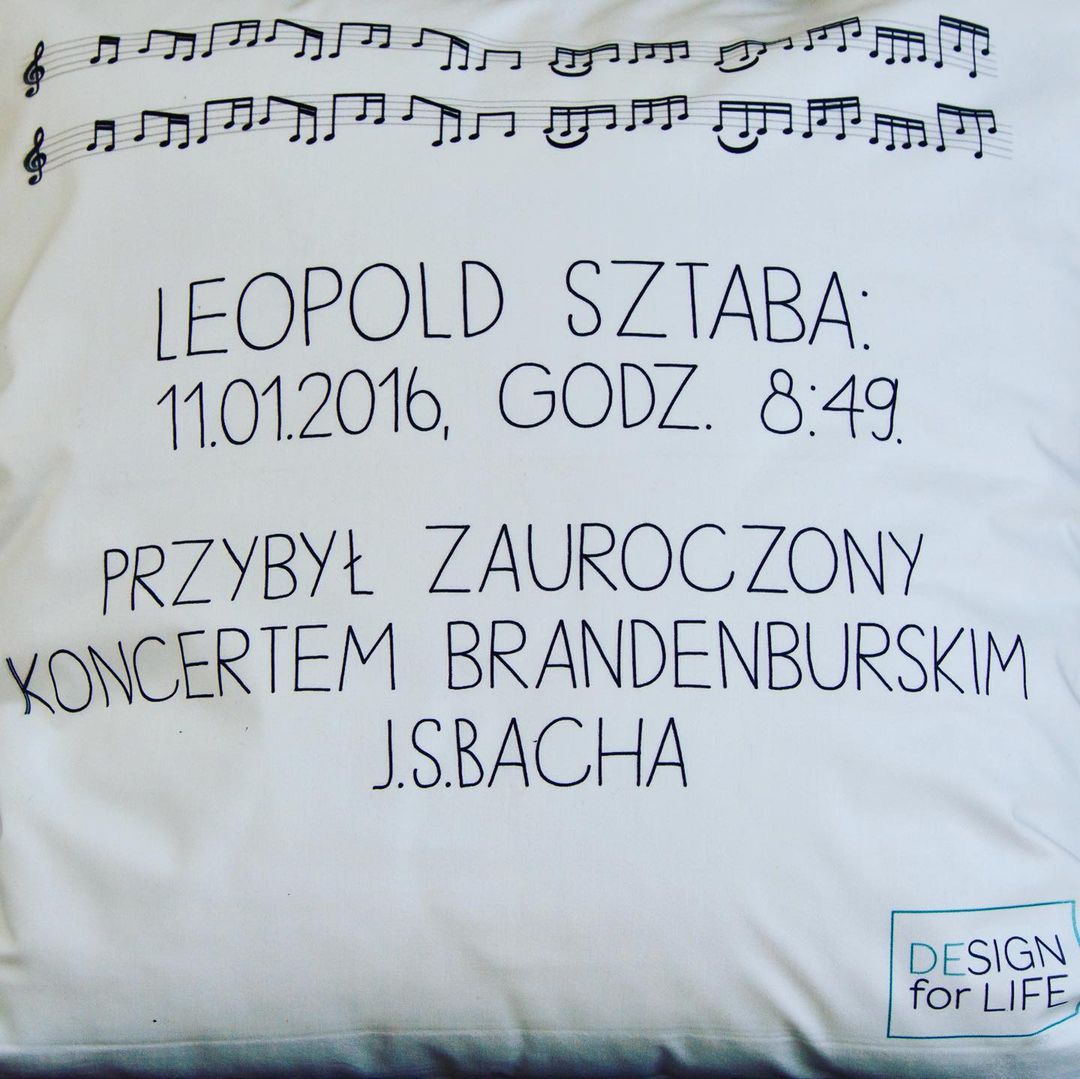 LEOPOLD SZTABA:
11.01.2016, GODZ. 8:49.
PRZYBYŁ ZAUROCZONY
KONCERTEM BRANDENBURSKIM
J.S.BACHA
DESIGN
for LIFE